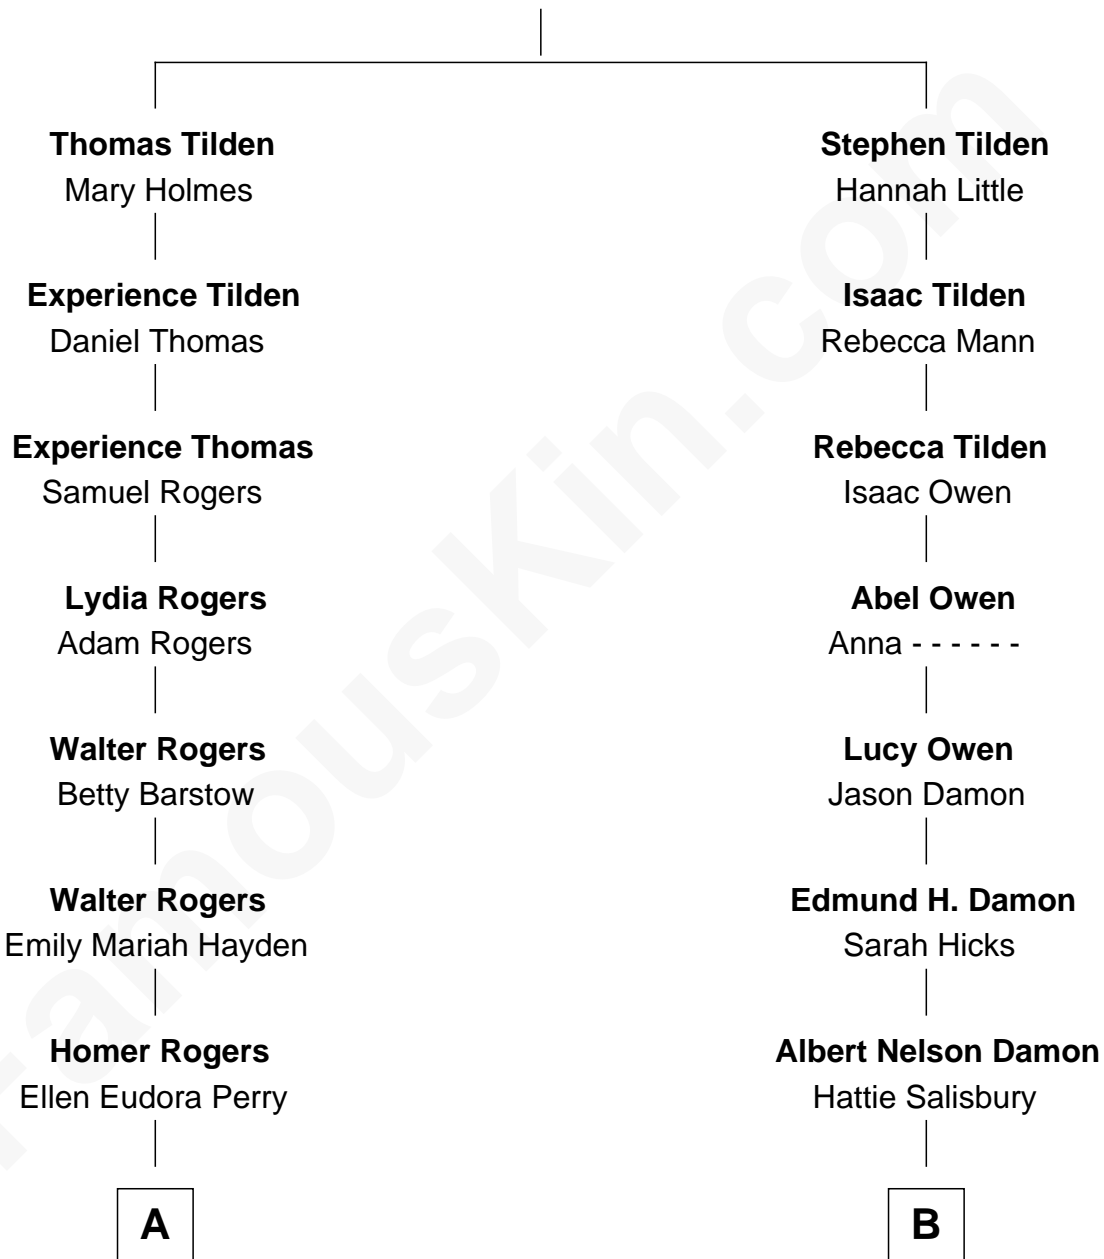 Thomas Tilden
Mary Holmes
Experience Tilden
Daniel Thomas
Experience Thomas
Samuel Rogers
Lydia Rogers
Adam Rogers
Walter Rogers
Betty Barstow
Walter Rogers
Emily Mariah Hayden
Homer Rogers
Ellen Eudora Perry
A
Stephen Tilden
Hannah Little
Isaac Tilden
Rebecca Mann
Rebecca Tilden
Isaac Owen
Abel Owen
Anna - - - - - -
Lucy Owen
Jason Damon
Edmund H. Damon
Sarah Hicks
Albert Nelson Damon
Hattie Salisbury
B
FamousKin.com